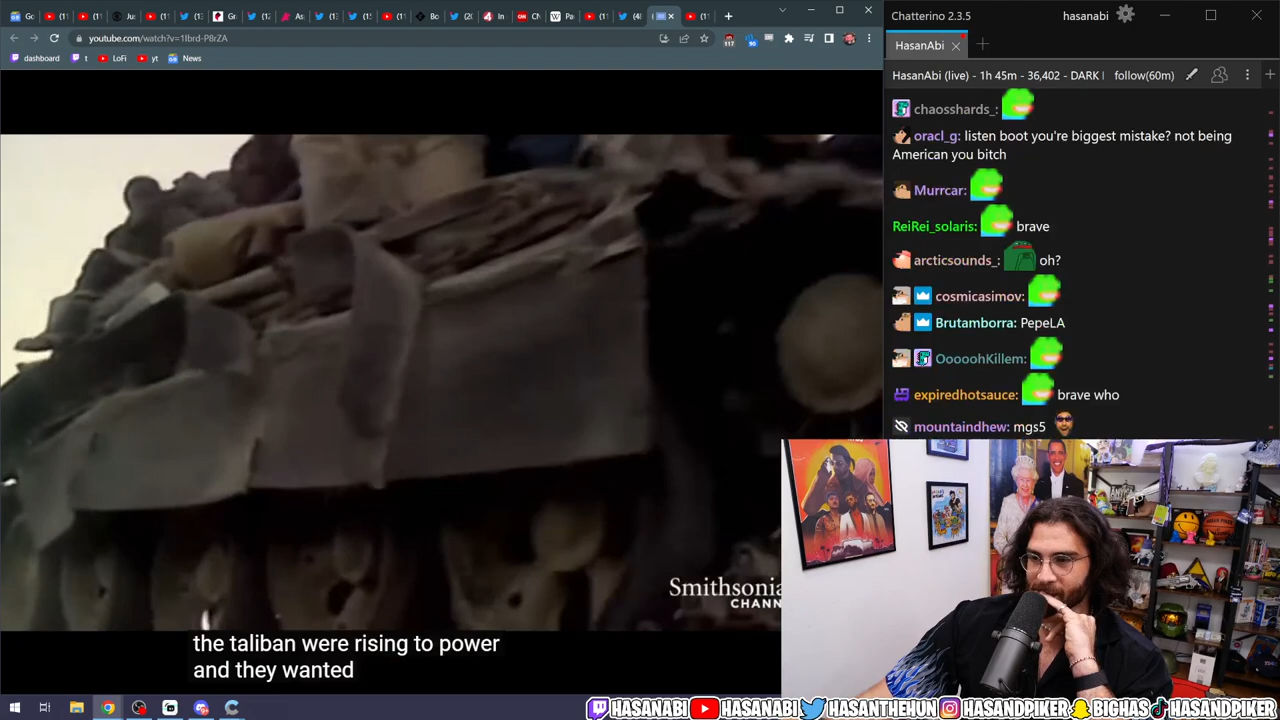 Chatterino 2.3.5
hasanabi
youtube.com/watch?v=1Ibrd-P8rZA
HasanAbi
dashboard
t
LoFi
yt
News
HasanAbi (live) - 1h 45m - 36,402 - DARK
follow(60m)
chaosshards_:
oracl_g: listen boot you're biggest mistake? not being
American you bitch
Murrcar:
ReiRei_solaris: brave
arcticsounds_: oh?
cosmicasimov:
Brutamborra: PepeLA
OoooohKillem:
expiredhotsauce: brave who
mountaindhew: mgs5
Smithsonia
CHANN
the taliban were rising to power
and they wanted
HASANABI HASANABI HASANTHEHUN HASANDPIKER BIGHAS HASANDPIKER